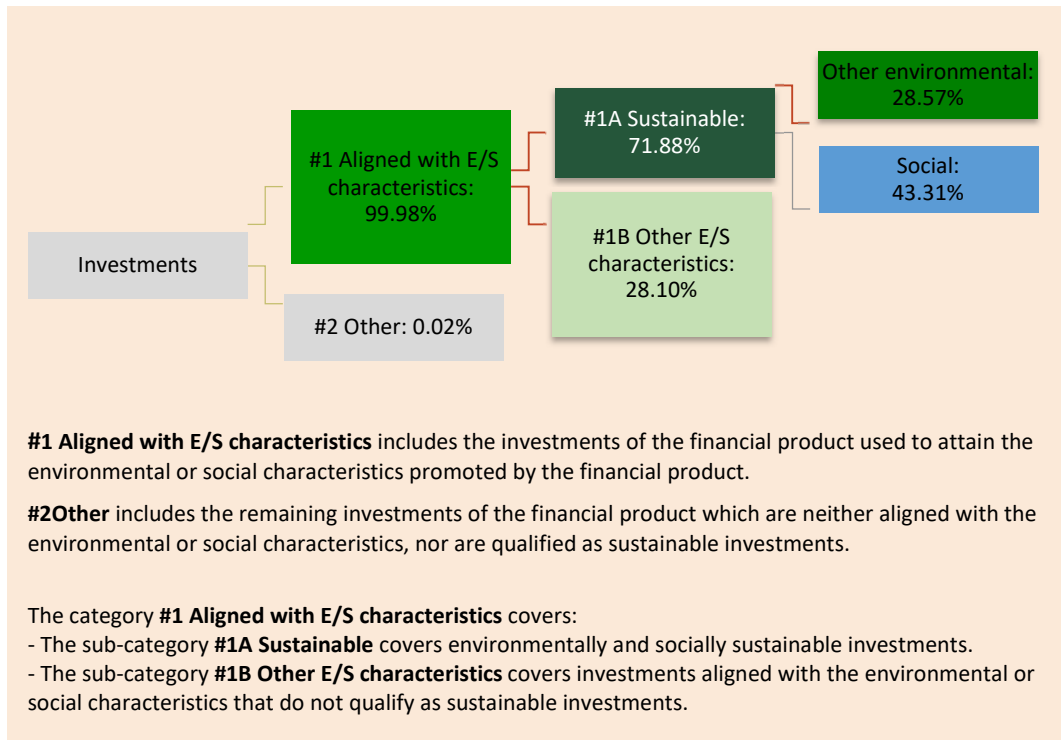 Other environmental:
28.57%
#1A Sustainable:
71.88%
#1 Aligned with E/S
characteristics:
99.98%
Social:
43.31%
#1B Other E/S
characteristics:
28.10%
Investments
#2 Other: 0.02%
#1 Aligned with E/S characteristics includes the investments of the financial product used to attain the
environmental or social characteristics promoted by the financial product.
#2Other includes the remaining investments of the financial product which are neither aligned with the
environmental or social characteristics, nor are qualified as sustainable investments.
The category #1 Aligned with E/S characteristics covers:
- The sub-category #1A Sustainable covers environmentally and socially sustainable investments.
- The sub-category #1B Other E/S characteristics covers investments aligned with the environmental or
social characteristics that do not qualify as sustainable investments.